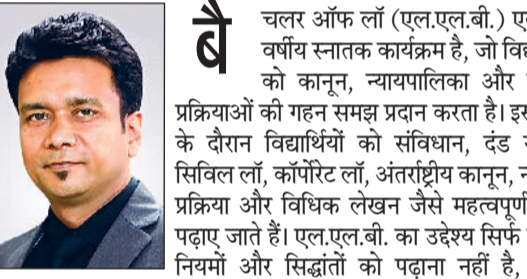 बैचलर ऑफ लॉ (एल.एल.बी.)
वर्षीय स्नातक कार्यक्रम है, जो
को कानून, न्यायपालिका और
प्रक्रियाओं की गहन समझ प्रदान करता है।
के दौरान विद्यार्थियों को संविधान, दंड
सिविल लॉ, कॉर्पोरेट लॉ, अंतर्राष्ट्रीय कानून,
प्रक्रिया और विधिक लेखन जैसे महत्वपूर्ण
पढ़ाए जाते हैं। एल.एल.बी. का उद्देश्य सिर्फ
नियमों और सिद्धांतों को पढ़ाना नहीं है,